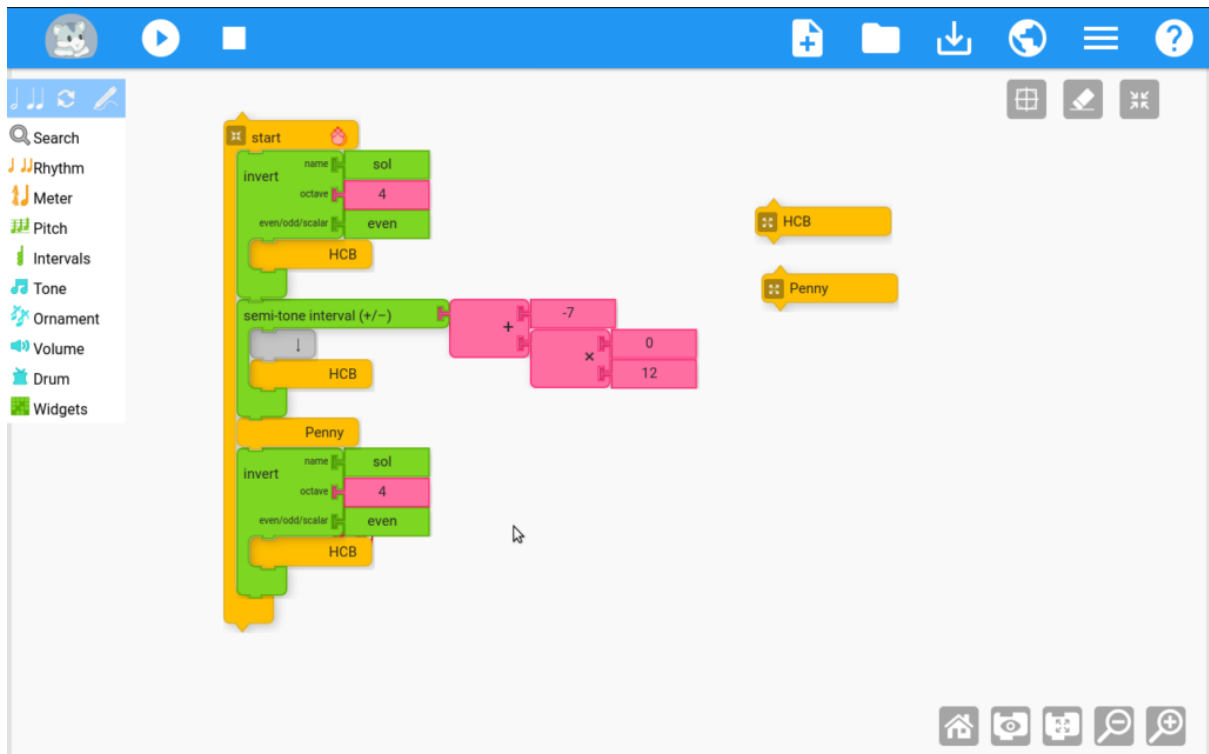 Search
Rhythm
Meter
Pitch
Intervals
Tone
Ornament
Volume
Drum
Widgets
start
invert
name sol
octave 4
even/odd/scalar even
HCB
semi-tone interval (+/−)
+ -7
× 0
12
↓
HCB
Penny
invert
name sol
octave 4
even/odd/scalar even
HCB
HCB
Penny